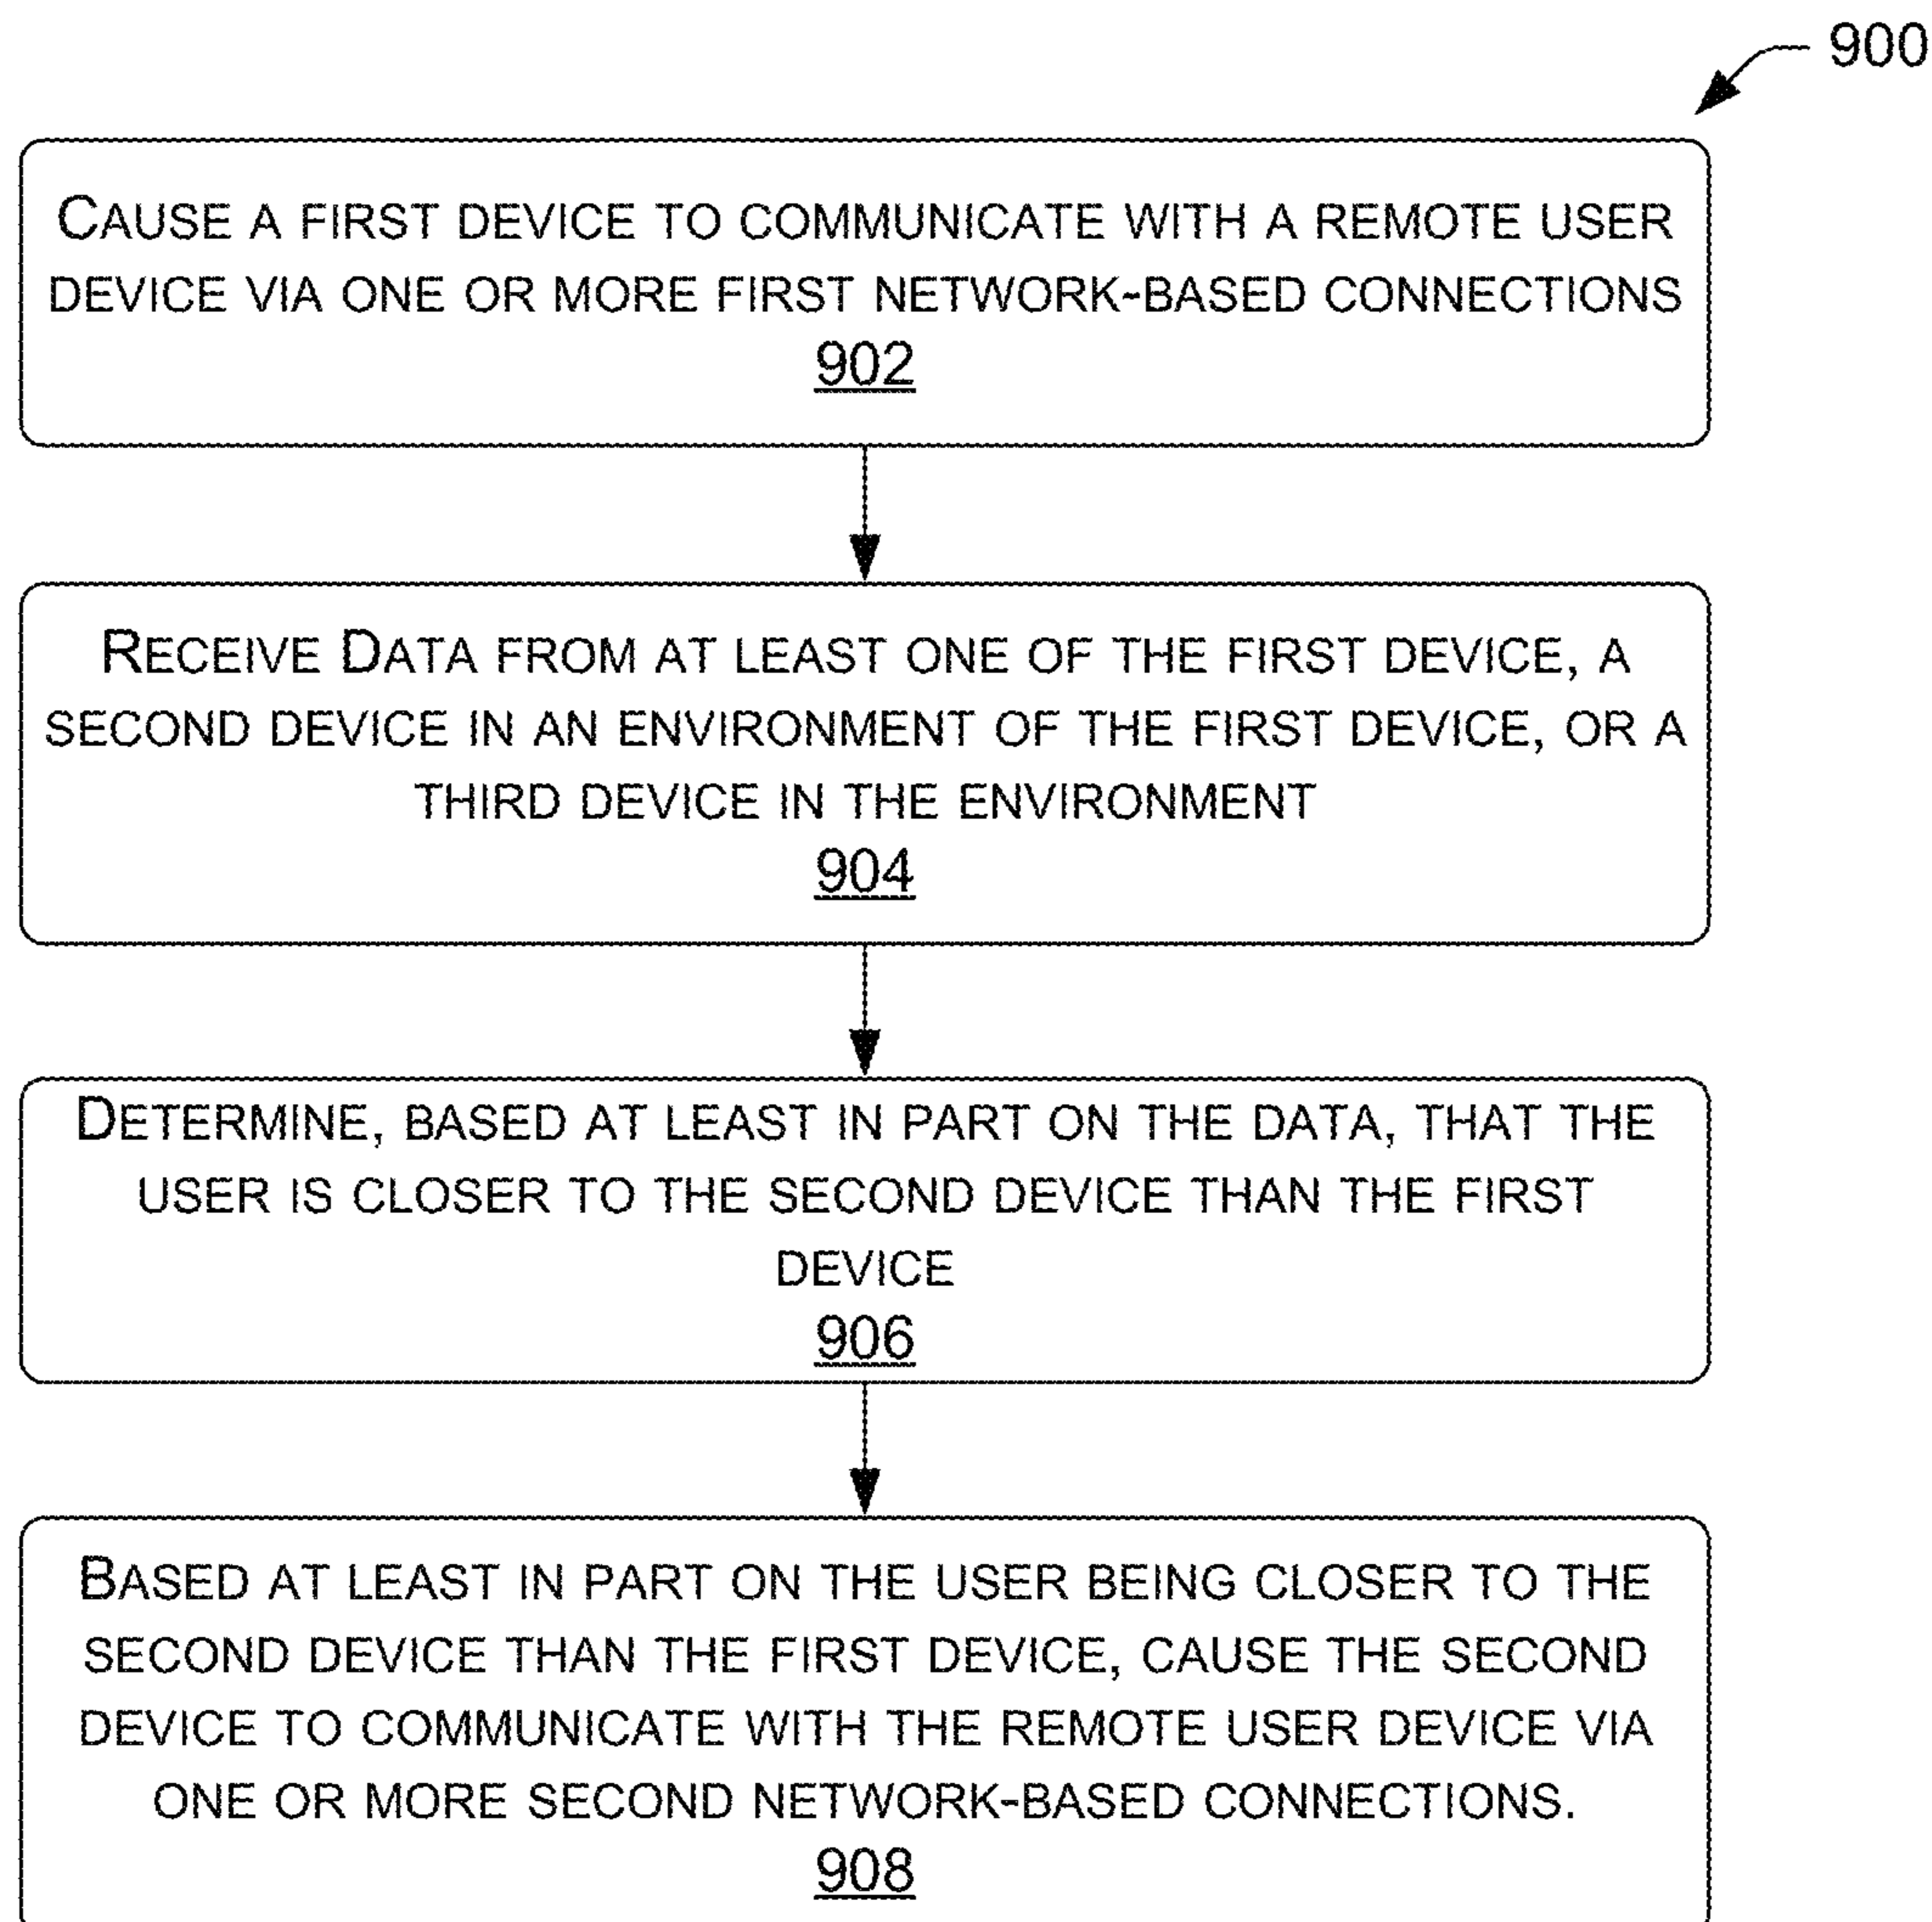 900
CAUSE A FIRST DEVICE TO COMMUNICATE WITH A REMOTE USER
DEVICE VIA ONE OR MORE FIRST NETWORK-BASED CONNECTIONS
902
RECEIVE DATA FROM AT LEAST ONE OF THE FIRST DEVICE, A
SECOND DEVICE IN AN ENVIRONMENT OF THE FIRST DEVICE, OR A
THIRD DEVICE IN THE ENVIRONMENT
904
DETERMINE, BASED AT LEAST IN PART ON THE DATA, THAT THE
USER IS CLOSER TO THE SECOND DEVICE THAN THE FIRST
DEVICE
906
BASED AT LEAST IN PART ON THE USER BEING CLOSER TO THE
SECOND DEVICE THAN THE FIRST DEVICE, CAUSE THE SECOND
DEVICE TO COMMUNICATE WITH THE REMOTE USER DEVICE VIA
ONE OR MORE SECOND NETWORK-BASED CONNECTIONS.
908